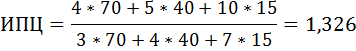 ИПЦ = (4 * 70 + 5 * 40 + 10 * 15) / (3 * 70 + 4 * 40 + 7 * 15) = 1,326